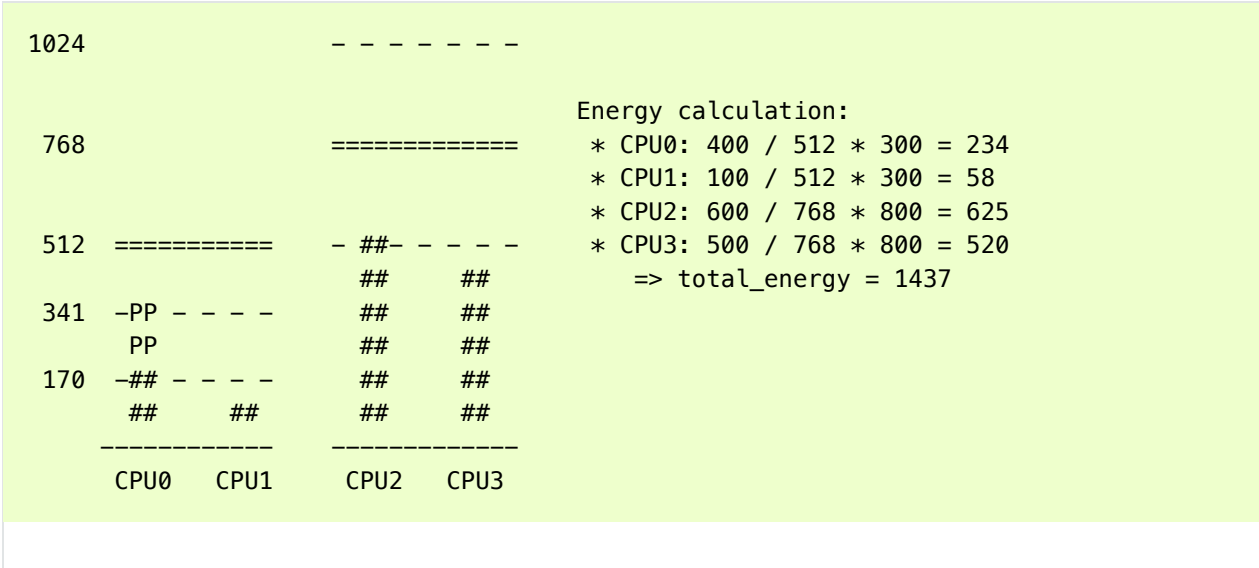 1024                 - - - - - - -
                                      Energy calculation:
 768                 =============     * CPU0: 400 / 512 * 300 = 234
                                       * CPU1: 100 / 512 * 300 = 58
                                       * CPU2: 600 / 768 * 800 = 625
 512  ===========    - ##- - - - -     * CPU3: 500 / 768 * 800 = 520
                       ##     ##          => total_energy = 1437
 341  -PP - - - -      ##     ##
       PP              ##     ##
 170  -## - - - -      ##     ##
       ##     ##       ##     ##
     ------------    -------------
      CPU0   CPU1     CPU2   CPU3